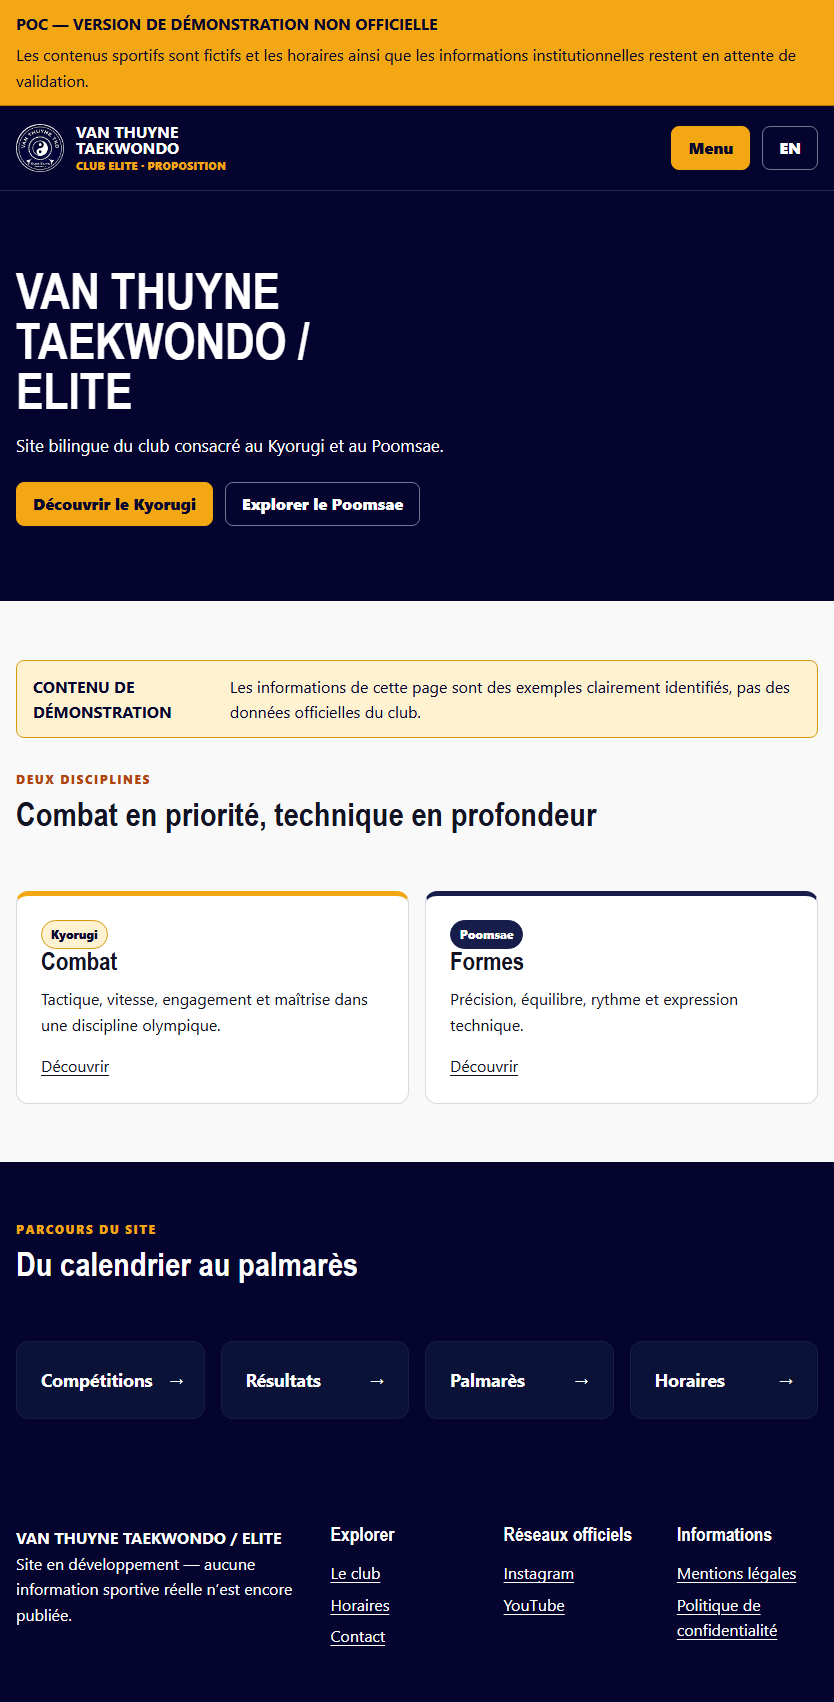 POC — VERSION DE DÉMONSTRATION NON OFFICIELLE
Les contenus sportifs sont fictifs et les horaires ainsi que les informations institutionnelles restent en attente de
validation.
VAN THUYNE
TAEKWONDO
CLUB ELITE · PROPOSITION
Menu
EN
VAN THUYNE
TAEKWONDO /
ELITE
Site bilingue du club consacré au Kyorugi et au Poomsae.
Découvrir le Kyorugi
Explorer le Poomsae
CONTENU DE
DÉMONSTRATION
Les informations de cette page sont des exemples clairement identifiés, pas des
données officielles du club.
DEUX DISCIPLINES
Combat en priorité, technique en profondeur
Kyorugi
Combat
Tactique, vitesse, engagement et maîtrise dans
une discipline olympique.
Découvrir
Poomsae
Formes
Précision, équilibre, rythme et expression
technique.
Découvrir
PARCOURS DU SITE
Du calendrier au palmarès
Compétitions →
Résultats →
Palmarès →
Horaires →
VAN THUYNE TAEKWONDO / ELITE
Site en développement — aucune
information sportive réelle n’est encore
publiée.
Explorer
Le club
Horaires
Contact
Réseaux officiels
Instagram
YouTube
Informations
Mentions légales
Politique de
confidentialité